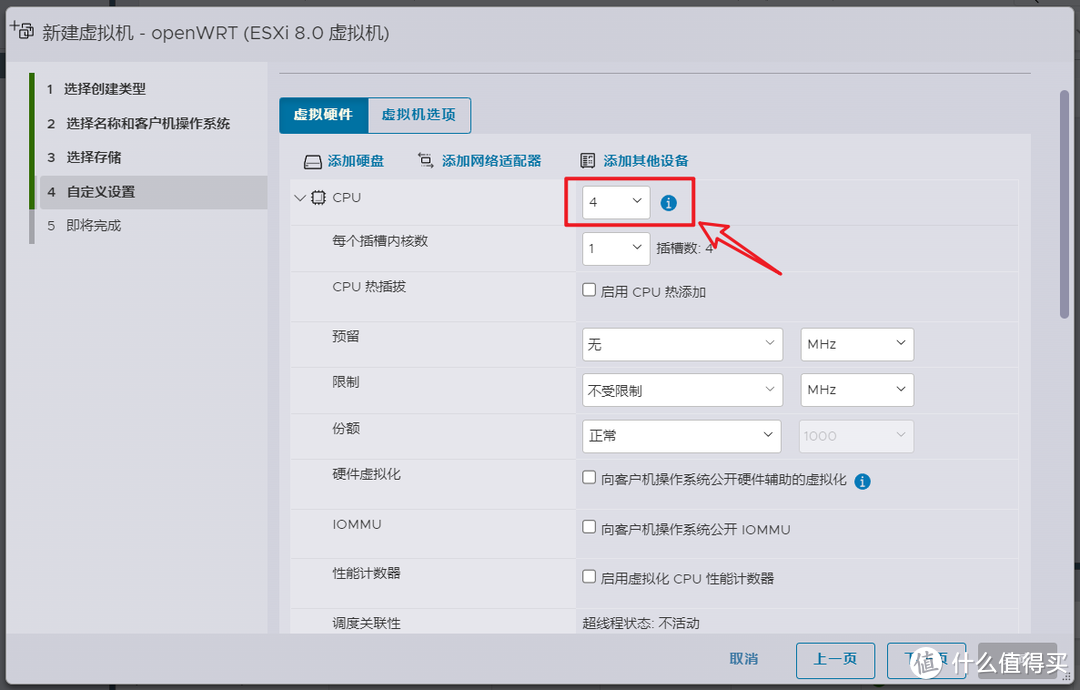 新建虚拟机 - openWRT (ESXi 8.0 虚拟机)
1 选择创建类型
2 选择名称和客户机操作系统
3 选择存储
4 自定义设置
5 即将完成
虚拟硬件 虚拟机选项
添加硬盘 添加网络适配器 添加其他设备
CPU 4
每个插槽内核数 1 插槽数: 4
CPU 热插拔 启用 CPU 热添加
预留 无 MHz
限制 不受限制 MHz
份额 正常 1000
硬件虚拟化 向客户机操作系统公开硬件辅助的虚拟化
IOMMU 向客户机操作系统公开 IOMMU
性能计数器 启用虚拟化 CPU 性能计数器
调度关联性 超线程状态: 不活动
取消 上一页 下一页
值 什么值得买